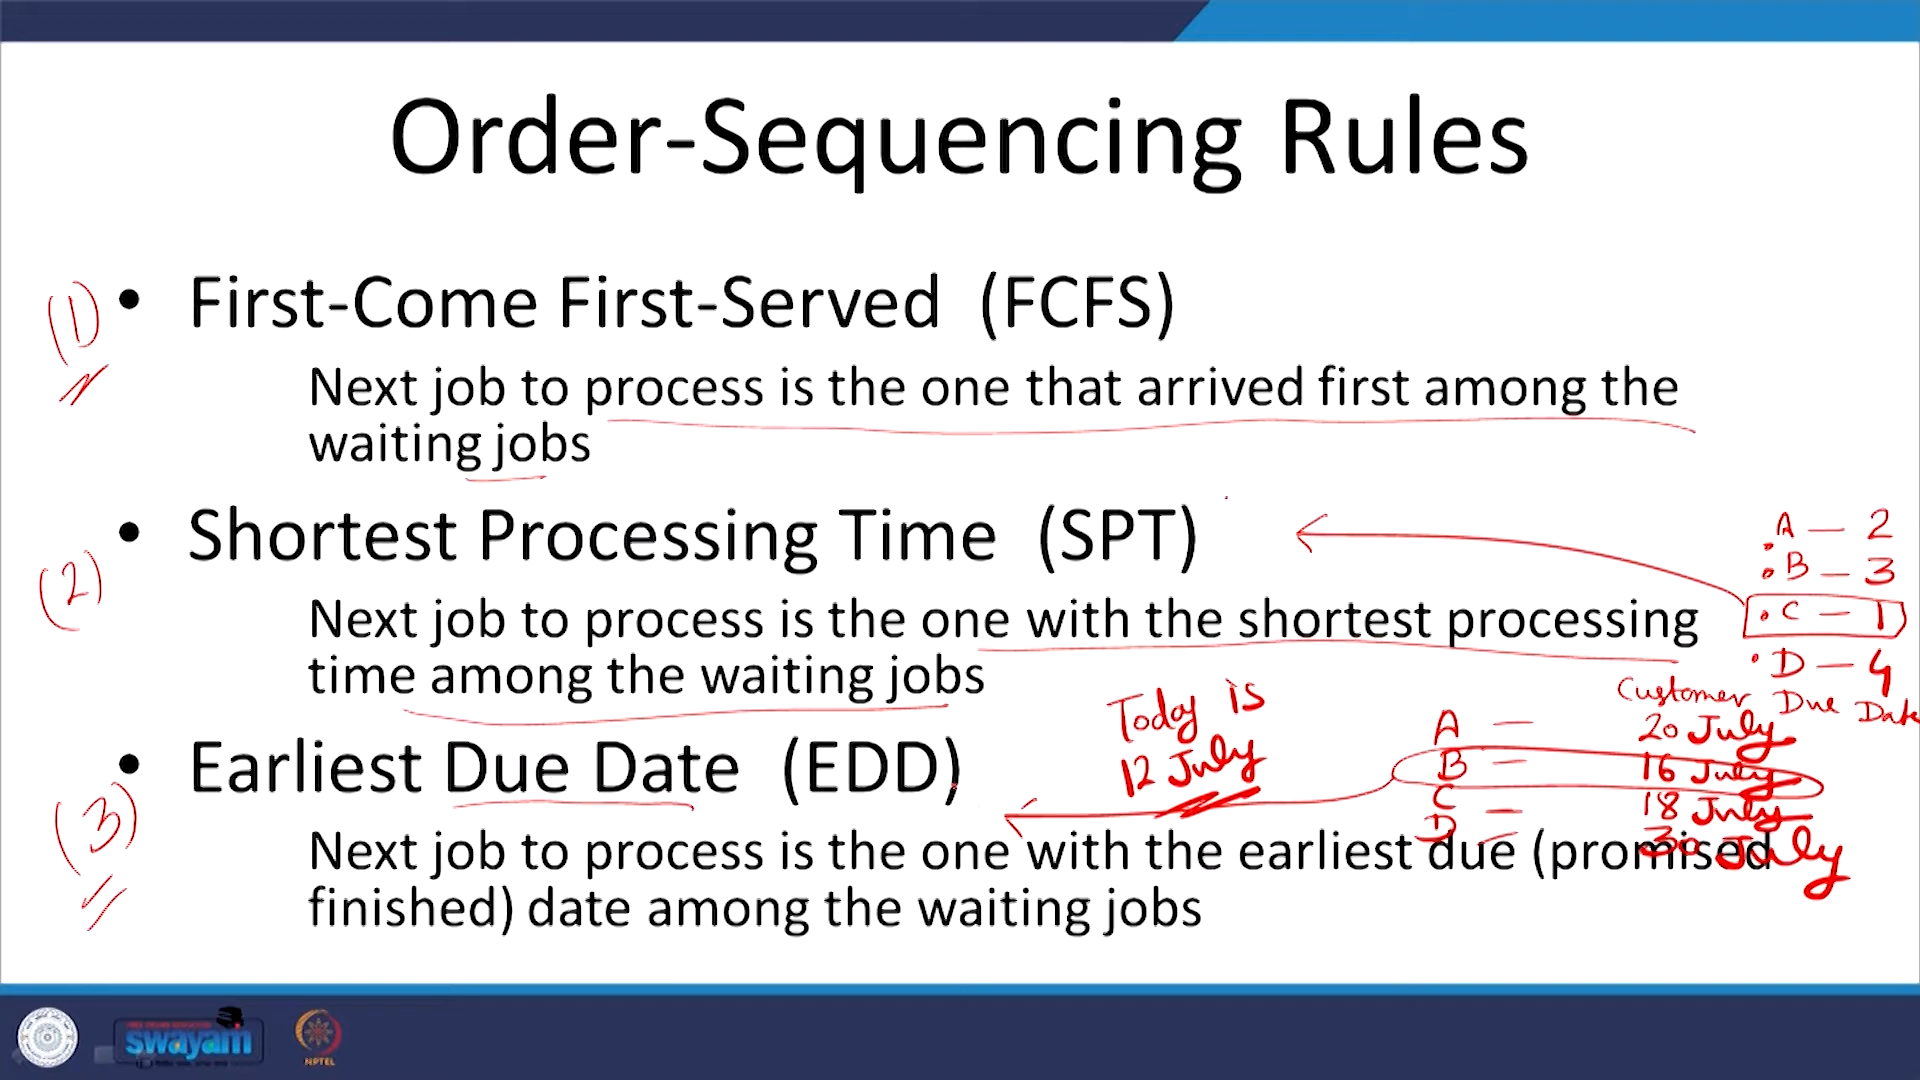 Order-Sequencing Rules
(1)
• First-Come First-Served (FCFS)
Next job to process is the one that arrived first among the
waiting jobs
(2)
• Shortest Processing Time (SPT)
Next job to process is the one with the shortest processing
time among the waiting jobs
A — 2
B — 3
C — 1
D — 4
(3)
• Earliest Due Date (EDD)
Next job to process is the one with the earliest due (promised
finished) date among the waiting jobs
Today is
12 July
Customer Due Date
A — 20 July
B — 16 July
C — 18 July
D — 30 July
swayam
NPTEL